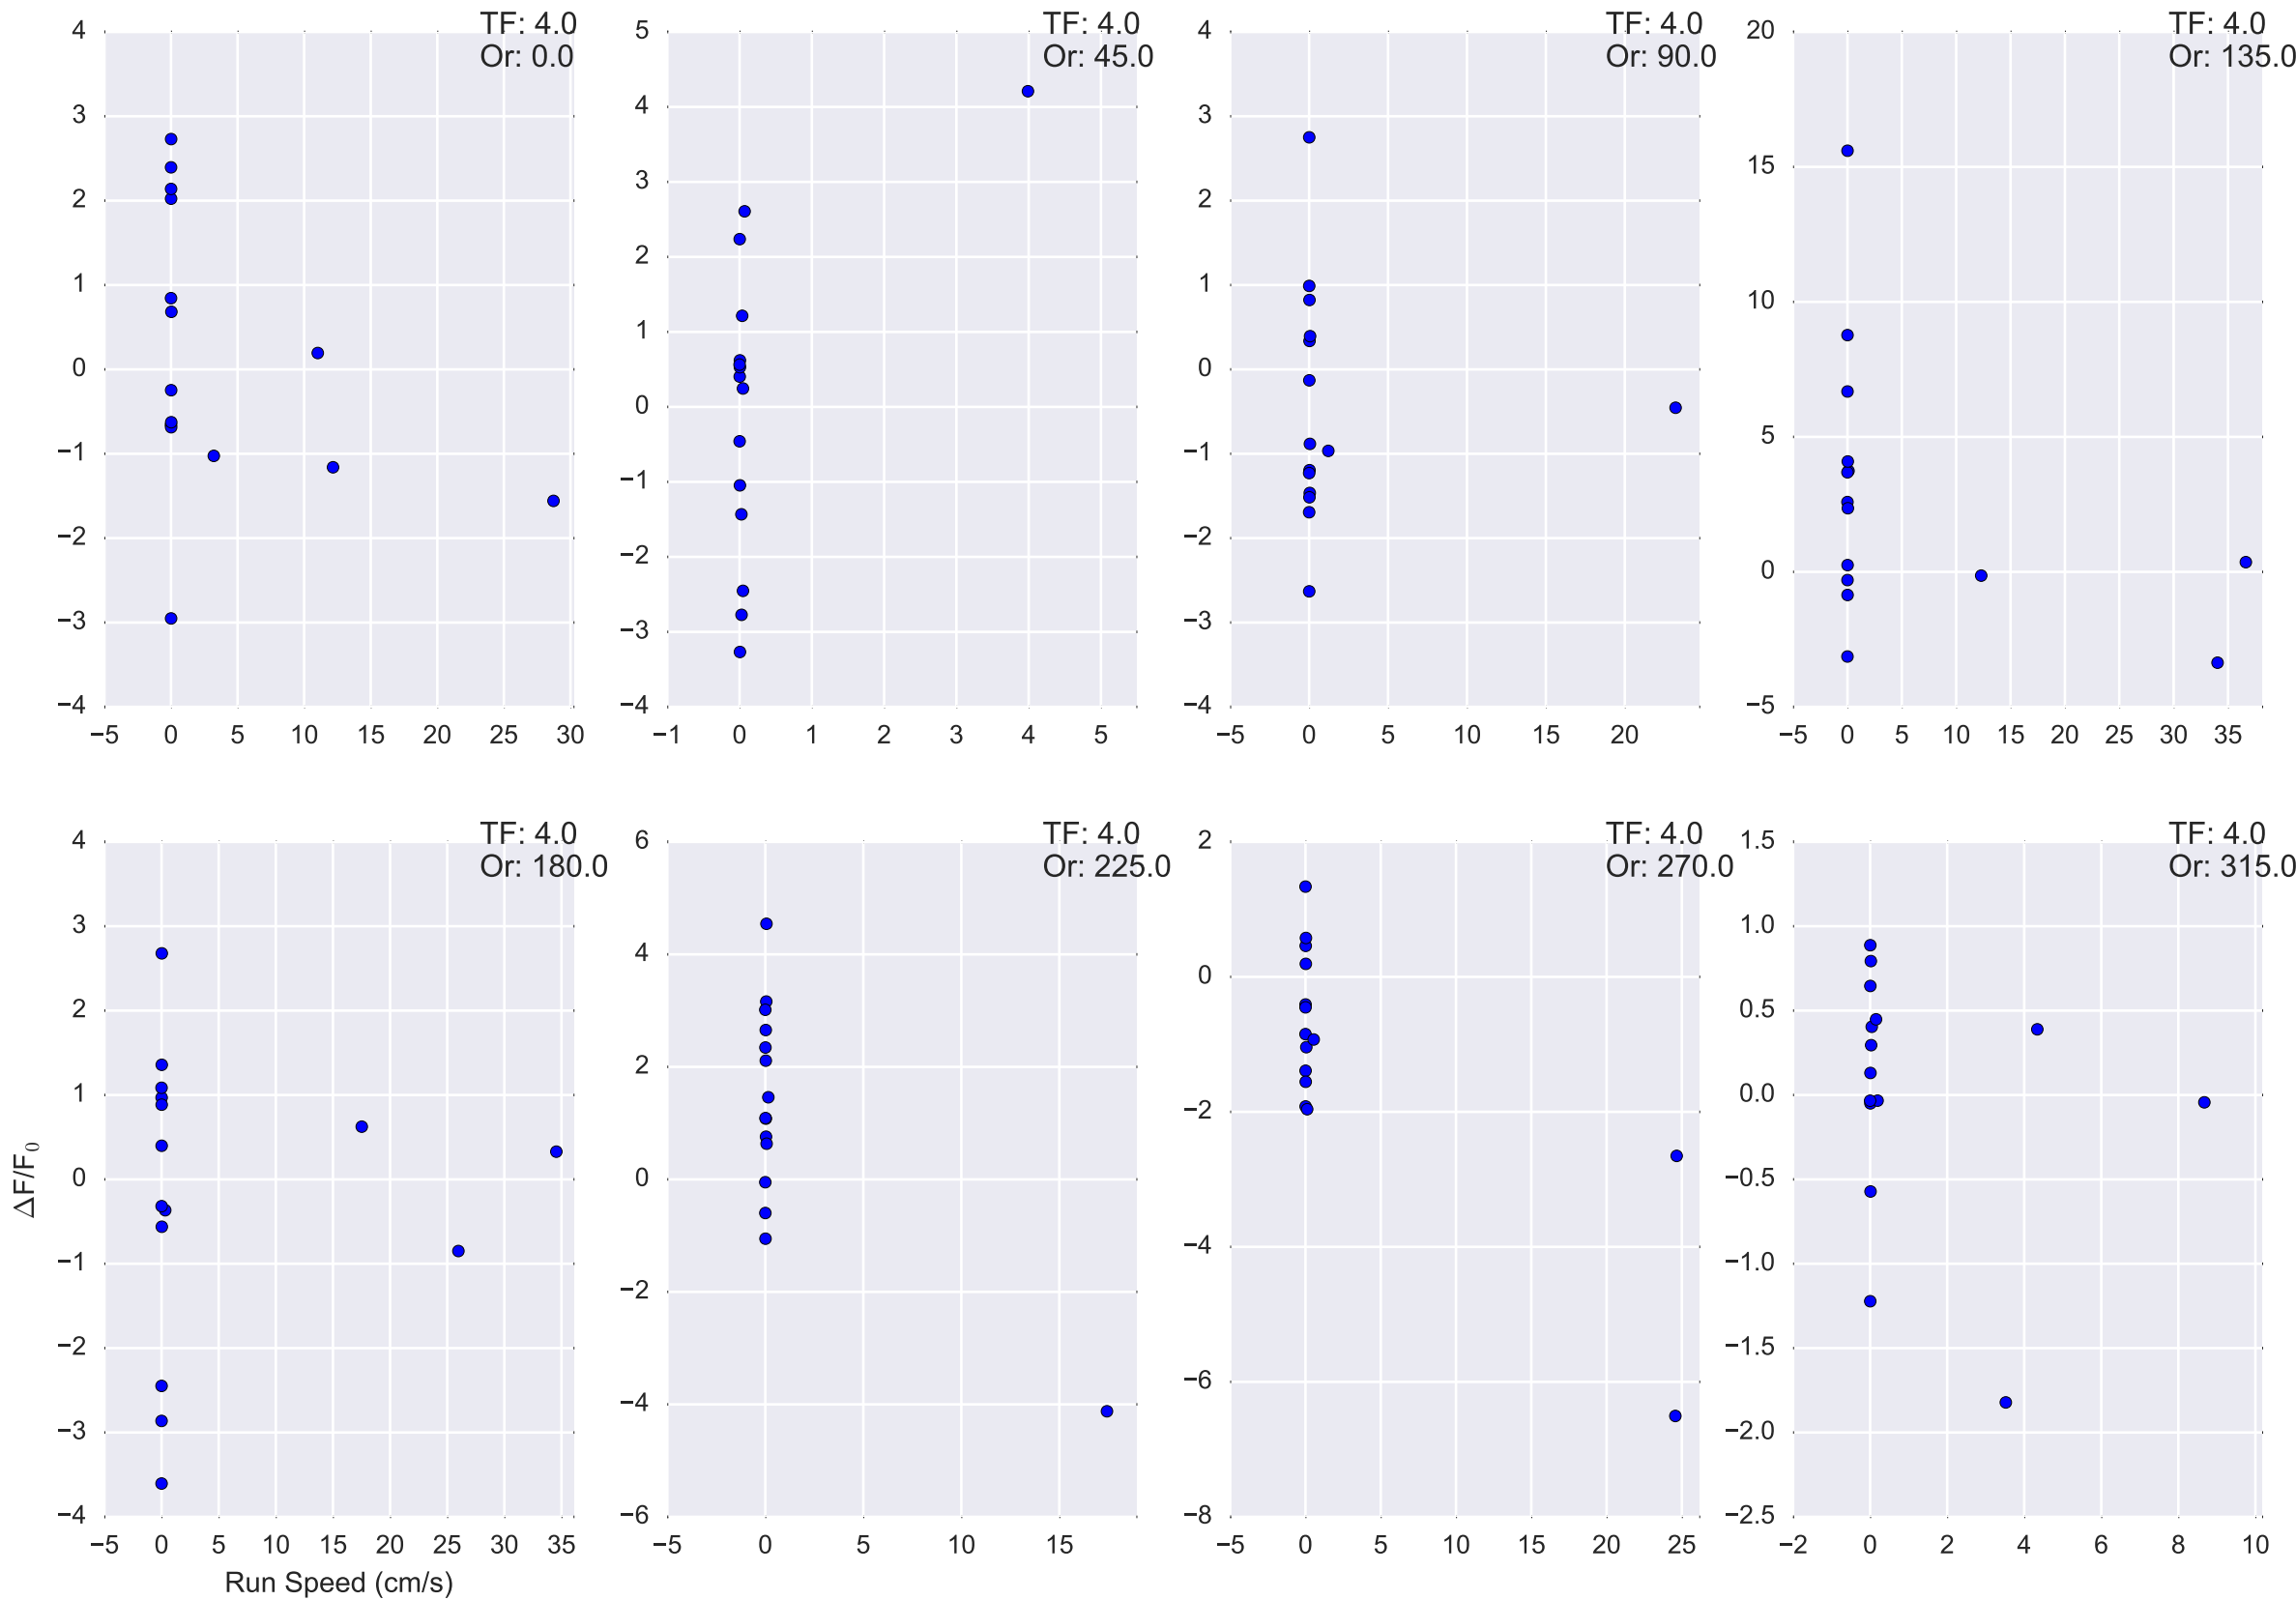 TF: 4.0
Or: 0.0
4
3
2
1
0
−1
−2
−3
−4
−5 0 5 10 15 20 25 30
TF: 4.0
Or: 45.0
5
4
3
2
1
0
−1
−2
−3
−4
−1 0 1 2 3 4 5
TF: 4.0
Or: 90.0
4
3
2
1
0
−1
−2
−3
−4
−5 0 5 10 15 20
TF: 4.0
Or: 135.0
20
15
10
5
0
−5
−5 0 5 10 15 20 25 30 35
TF: 4.0
Or: 180.0
4
3
2
1
0
−1
−2
−3
−4
ΔF/F₀
−5 0 5 10 15 20 25 30 35
Run Speed (cm/s)
TF: 4.0
Or: 225.0
6
4
2
0
−2
−4
−6
−5 0 5 10 15
TF: 4.0
Or: 270.0
2
0
−2
−4
−6
−8
−5 0 5 10 15 20 25
TF: 4.0
Or: 315.0
1.5
1.0
0.5
0.0
−0.5
−1.0
−1.5
−2.0
−2.5
−2 0 2 4 6 8 10